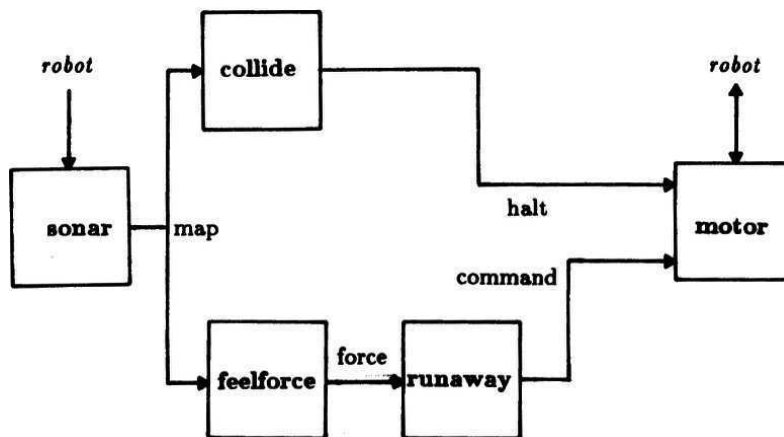 collide
robot
robot
sonar
map
halt
motor
command
force
feelforce
runaway